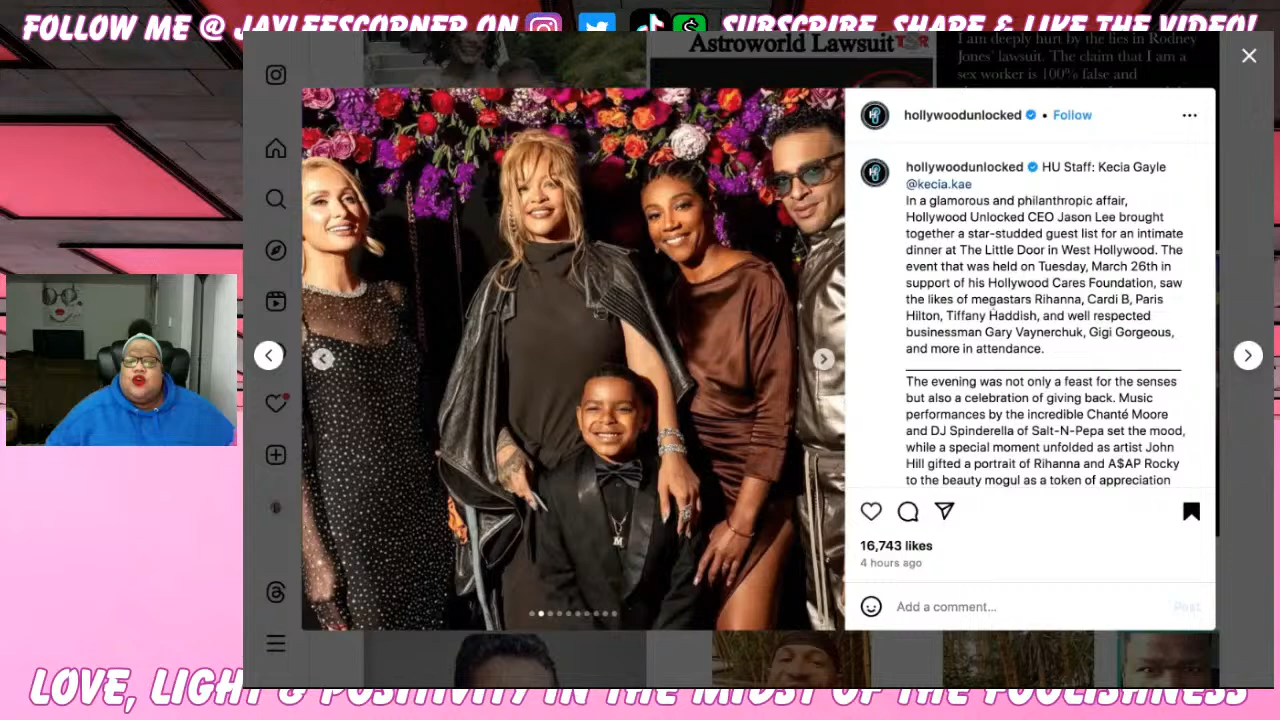 FOLLOW ME @ JAYLEESCORNER ON
SUBSCRIBE, SHARE & LIKE THE VIDEO!
Astroworld Lawsuit
I am deeply hurt by the lies in Rodney
Jones' lawsuit. The claim that I am a
sex worker is 100% false and
hollywoodunlocked • Follow
hollywoodunlocked HU Staff: Kecia Gayle
@kecia.kae
In a glamorous and philanthropic affair,
Hollywood Unlocked CEO Jason Lee brought
together a star-studded guest list for an intimate
dinner at The Little Door in West Hollywood. The
event that was held on Tuesday, March 26th in
support of his Hollywood Cares Foundation, saw
the likes of megastars Rihanna, Cardi B, Paris
Hilton, Tiffany Haddish, and well respected
businessman Gary Vaynerchuk, Gigi Gorgeous,
and more in attendance.
The evening was not only a feast for the senses
but also a celebration of giving back. Music
performances by the incredible Chanté Moore
and DJ Spinderella of Salt-N-Pepa set the mood,
while a special moment unfolded as artist John
Hill gifted a portrait of Rihanna and A$AP Rocky
to the beauty mogul as a token of appreciation
16,743 likes
4 hours ago
Add a comment...
Post
LOVE, LIGHT & POSITIVITY IN THE MIDST OF THE FOOLISHNESS